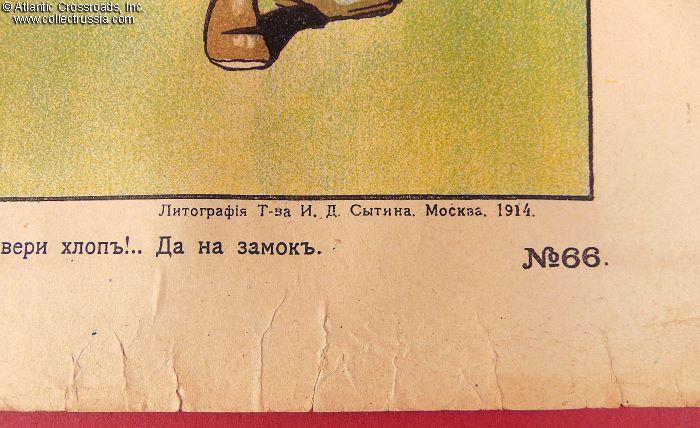 © Atlantic Crossroads, Inc.
www.collectrussia.com
Литографія Т-ва И. Д. Сытина. Москва. 1914.
вери хлопъ!.. Да на замокъ.
№66.